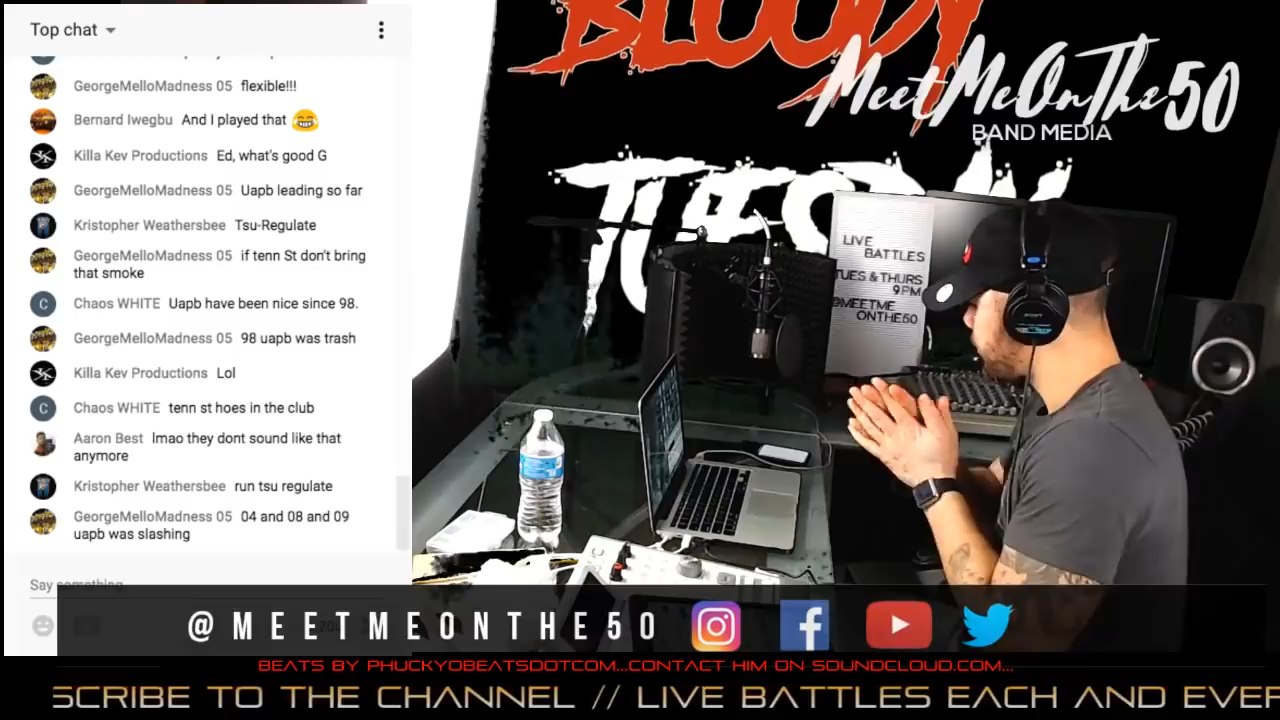 Top chat
GeorgeMelloMadness 05 flexible!!!
Bernard Iwegbu And I played that
Killa Kev Productions Ed, what's good G
GeorgeMelloMadness 05 Uapb leading so far
Kristopher Weathersbee Tsu-Regulate
GeorgeMelloMadness 05 if tenn St don't bring
that smoke
Chaos WHITE Uapb have been nice since 98.
GeorgeMelloMadness 05 98 uapb was trash
Killa Kev Productions Lol
Chaos WHITE tenn st hoes in the club
Aaron Best lmao they dont sound like that
anymore
Kristopher Weathersbee run tsu regulate
GeorgeMelloMadness 05 04 and 08 and 09
uapb was slashing
Say something
BLOODY
TUESDAY
MeetMeOnThe50
BAND MEDIA
LIVE
BATTLES
TUES & THURS
9PM
@MEETME
ONTHE50
SONY
@MEETMEONTHE50
BEATS BY PHUCKYOBEATSDOTCOM...CONTACT HIM ON SOUNDCLOUD.COM...
SCRIBE TO THE CHANNEL // LIVE BATTLES EACH AND EVER